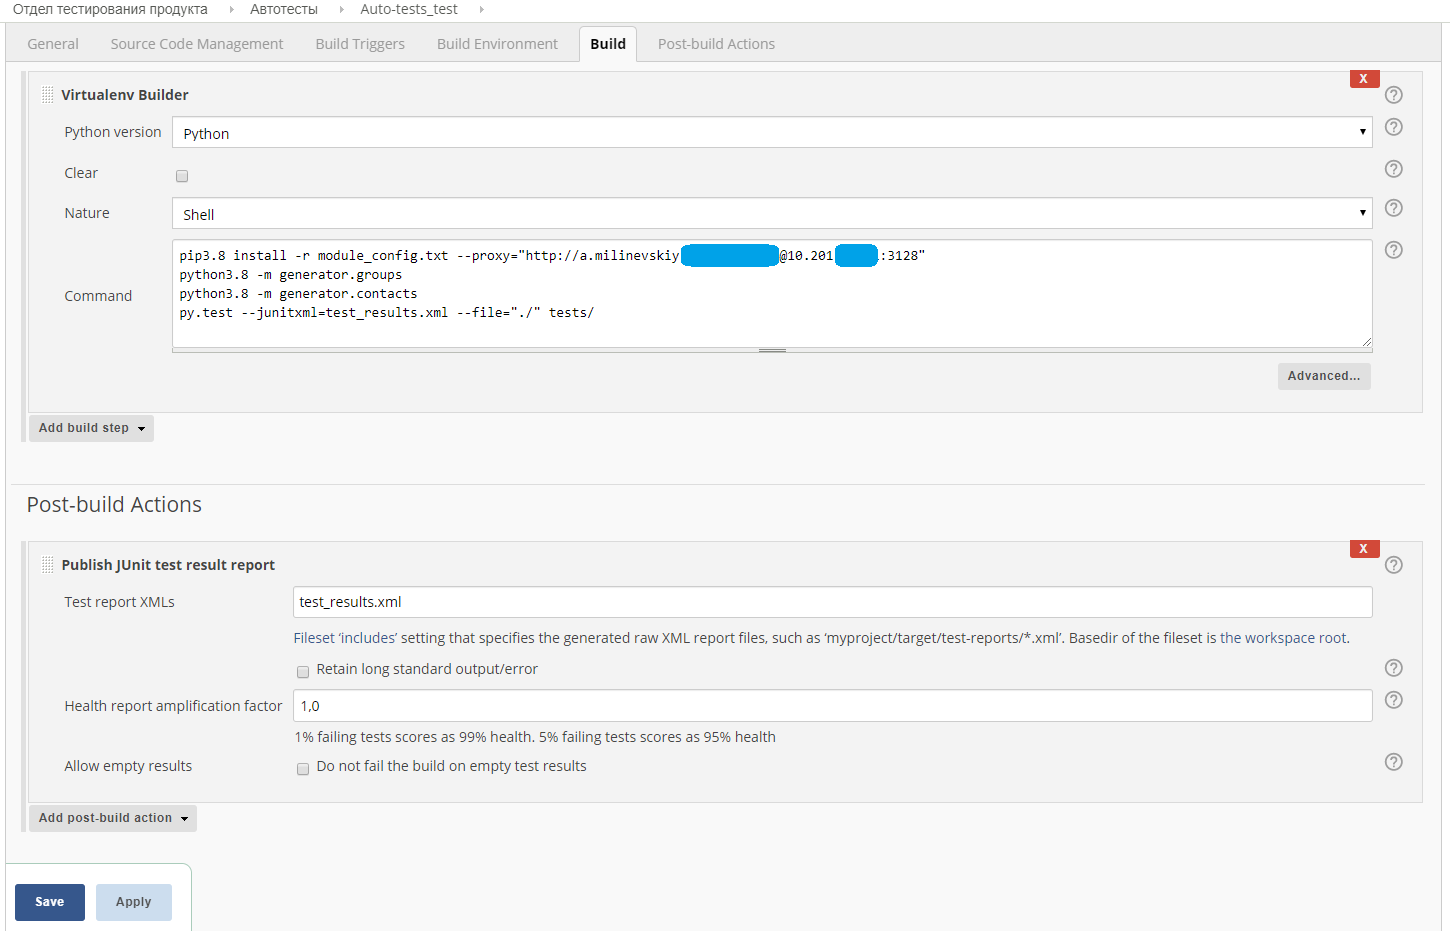 Отдел тестирования продукта Автотесты Auto-tests_test
General Source Code Management Build Triggers Build Environment Build Post-build Actions
X
Virtualenv Builder
Python version Python
Clear
Nature Shell
Command
pip3.8 install -r module_config.txt --proxy="http://a.milinevskiy @10.201 :3128"
python3.8 -m generator.groups
python3.8 -m generator.contacts
py.test --junitxml=test_results.xml --file="./" tests/
Advanced...
Add build step
Post-build Actions
X
Publish JUnit test result report
Test report XMLs test_results.xml
Fileset ‘includes’ setting that specifies the generated raw XML report files, such as ‘myproject/target/test-reports/*.xml’. Basedir of the fileset is the workspace root.
Retain long standard output/error
Health report amplification factor 1,0
1% failing tests scores as 99% health. 5% failing tests scores as 95% health
Allow empty results Do not fail the build on empty test results
Add post-build action
Save Apply